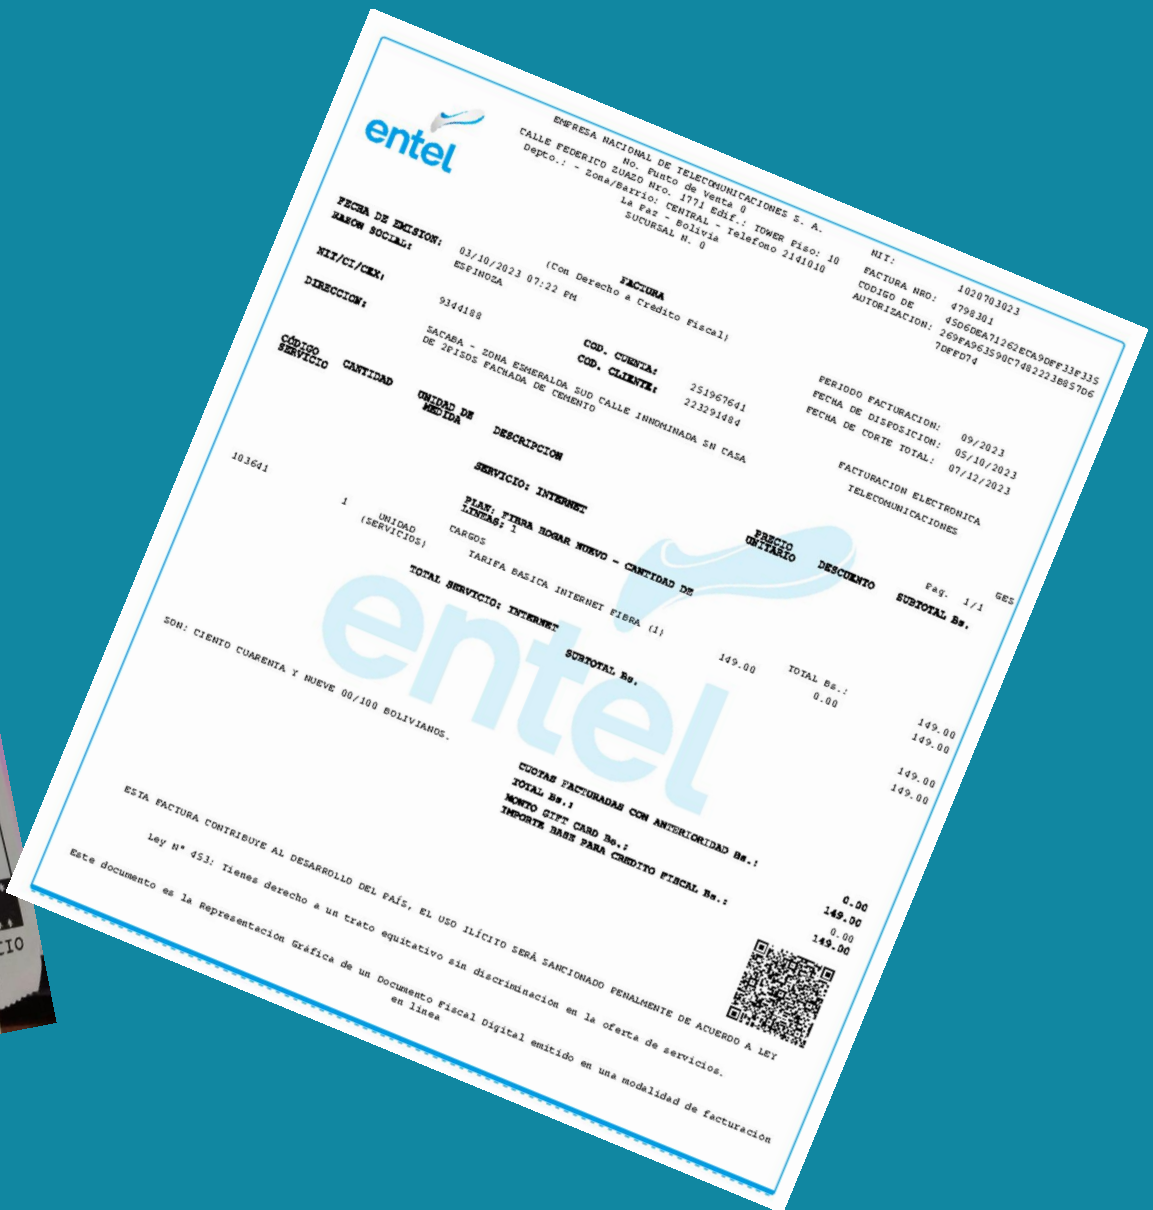 entel
EMPRESA NACIONAL DE TELECOMUNICACIONES S. A.
No. Punto de Venta 0
CALLE FEDERICO ZUAZO Nro. 1771 Edif.: TOWER Piso: 10
Depto.: - Zona/Barrio: CENTRAL - Telefono 2141010
La Paz - Bolivia
SUCURSAL N. 0
NIT: 1020703023
FACTURA NRO: 4798301
CODIGO DE AUTORIZACION: 45D6DEA71262ECA9DFF33F335
269FA963590C7482223B857D6
7DFFD74
FACTURA
(Con Derecho a Crédito Fiscal)
FECHA DE EMISION: 03/10/2023 07:22 PM
RAZON SOCIAL: ESPINOZA
NIT/CI/CEX: 9344188
DIRECCION: SACABA - ZONA ESMERALDA SUD CALLE INNOMINADA SN CASA
DE 2PISOS FACHADA DE CEMENTO
COD. CUENTA: 251967641
COD. CLIENTE: 223291484
PERIODO FACTURACION: 09/2023
FECHA DE DISPOSICION: 05/10/2023
FECHA DE CORTE TOTAL: 07/12/2023
FACTURACION ELECTRONICA
TELECOMUNICACIONES
Pag. 1/1 GES
CÓDIGO SERVICIO CANTIDAD UNIDAD DE MEDIDA DESCRIPCION PRECIO UNITARIO DESCUENTO SUBTOTAL Bs.
SERVICIO: INTERNET
PLAN: FIBRA HOGAR NUEVO - CANTIDAD DE
LINEAS: 1
CARGOS TOTAL Bs.: 149.00
103641 1 UNIDAD (SERVICIOS) TARIFA BASICA INTERNET FIBRA (1) 149.00 0.00 149.00
TOTAL SERVICIO: INTERNET 149.00
SUBTOTAL Bs. 149.00
SON: CIENTO CUARENTA Y NUEVE 00/100 BOLIVIANOS.
CUOTAS FACTURADAS CON ANTERIORIDAD Bs.: 0.00
TOTAL Bs.: 149.00
MONTO GIFT CARD Bs.: 0.00
IMPORTE BASE PARA CREDITO FISCAL Bs.: 149.00
entel
ESTA FACTURA CONTRIBUYE AL DESARROLLO DEL PAÍS, EL USO ILÍCITO SERÁ SANCIONADO PENALMENTE DE ACUERDO A LEY
Ley N° 453: Tienes derecho a un trato equitativo sin discriminación en la oferta de servicios.
Este documento es la Representación Gráfica de un Documento Fiscal Digital emitido en una modalidad de facturación
en línea
CIO